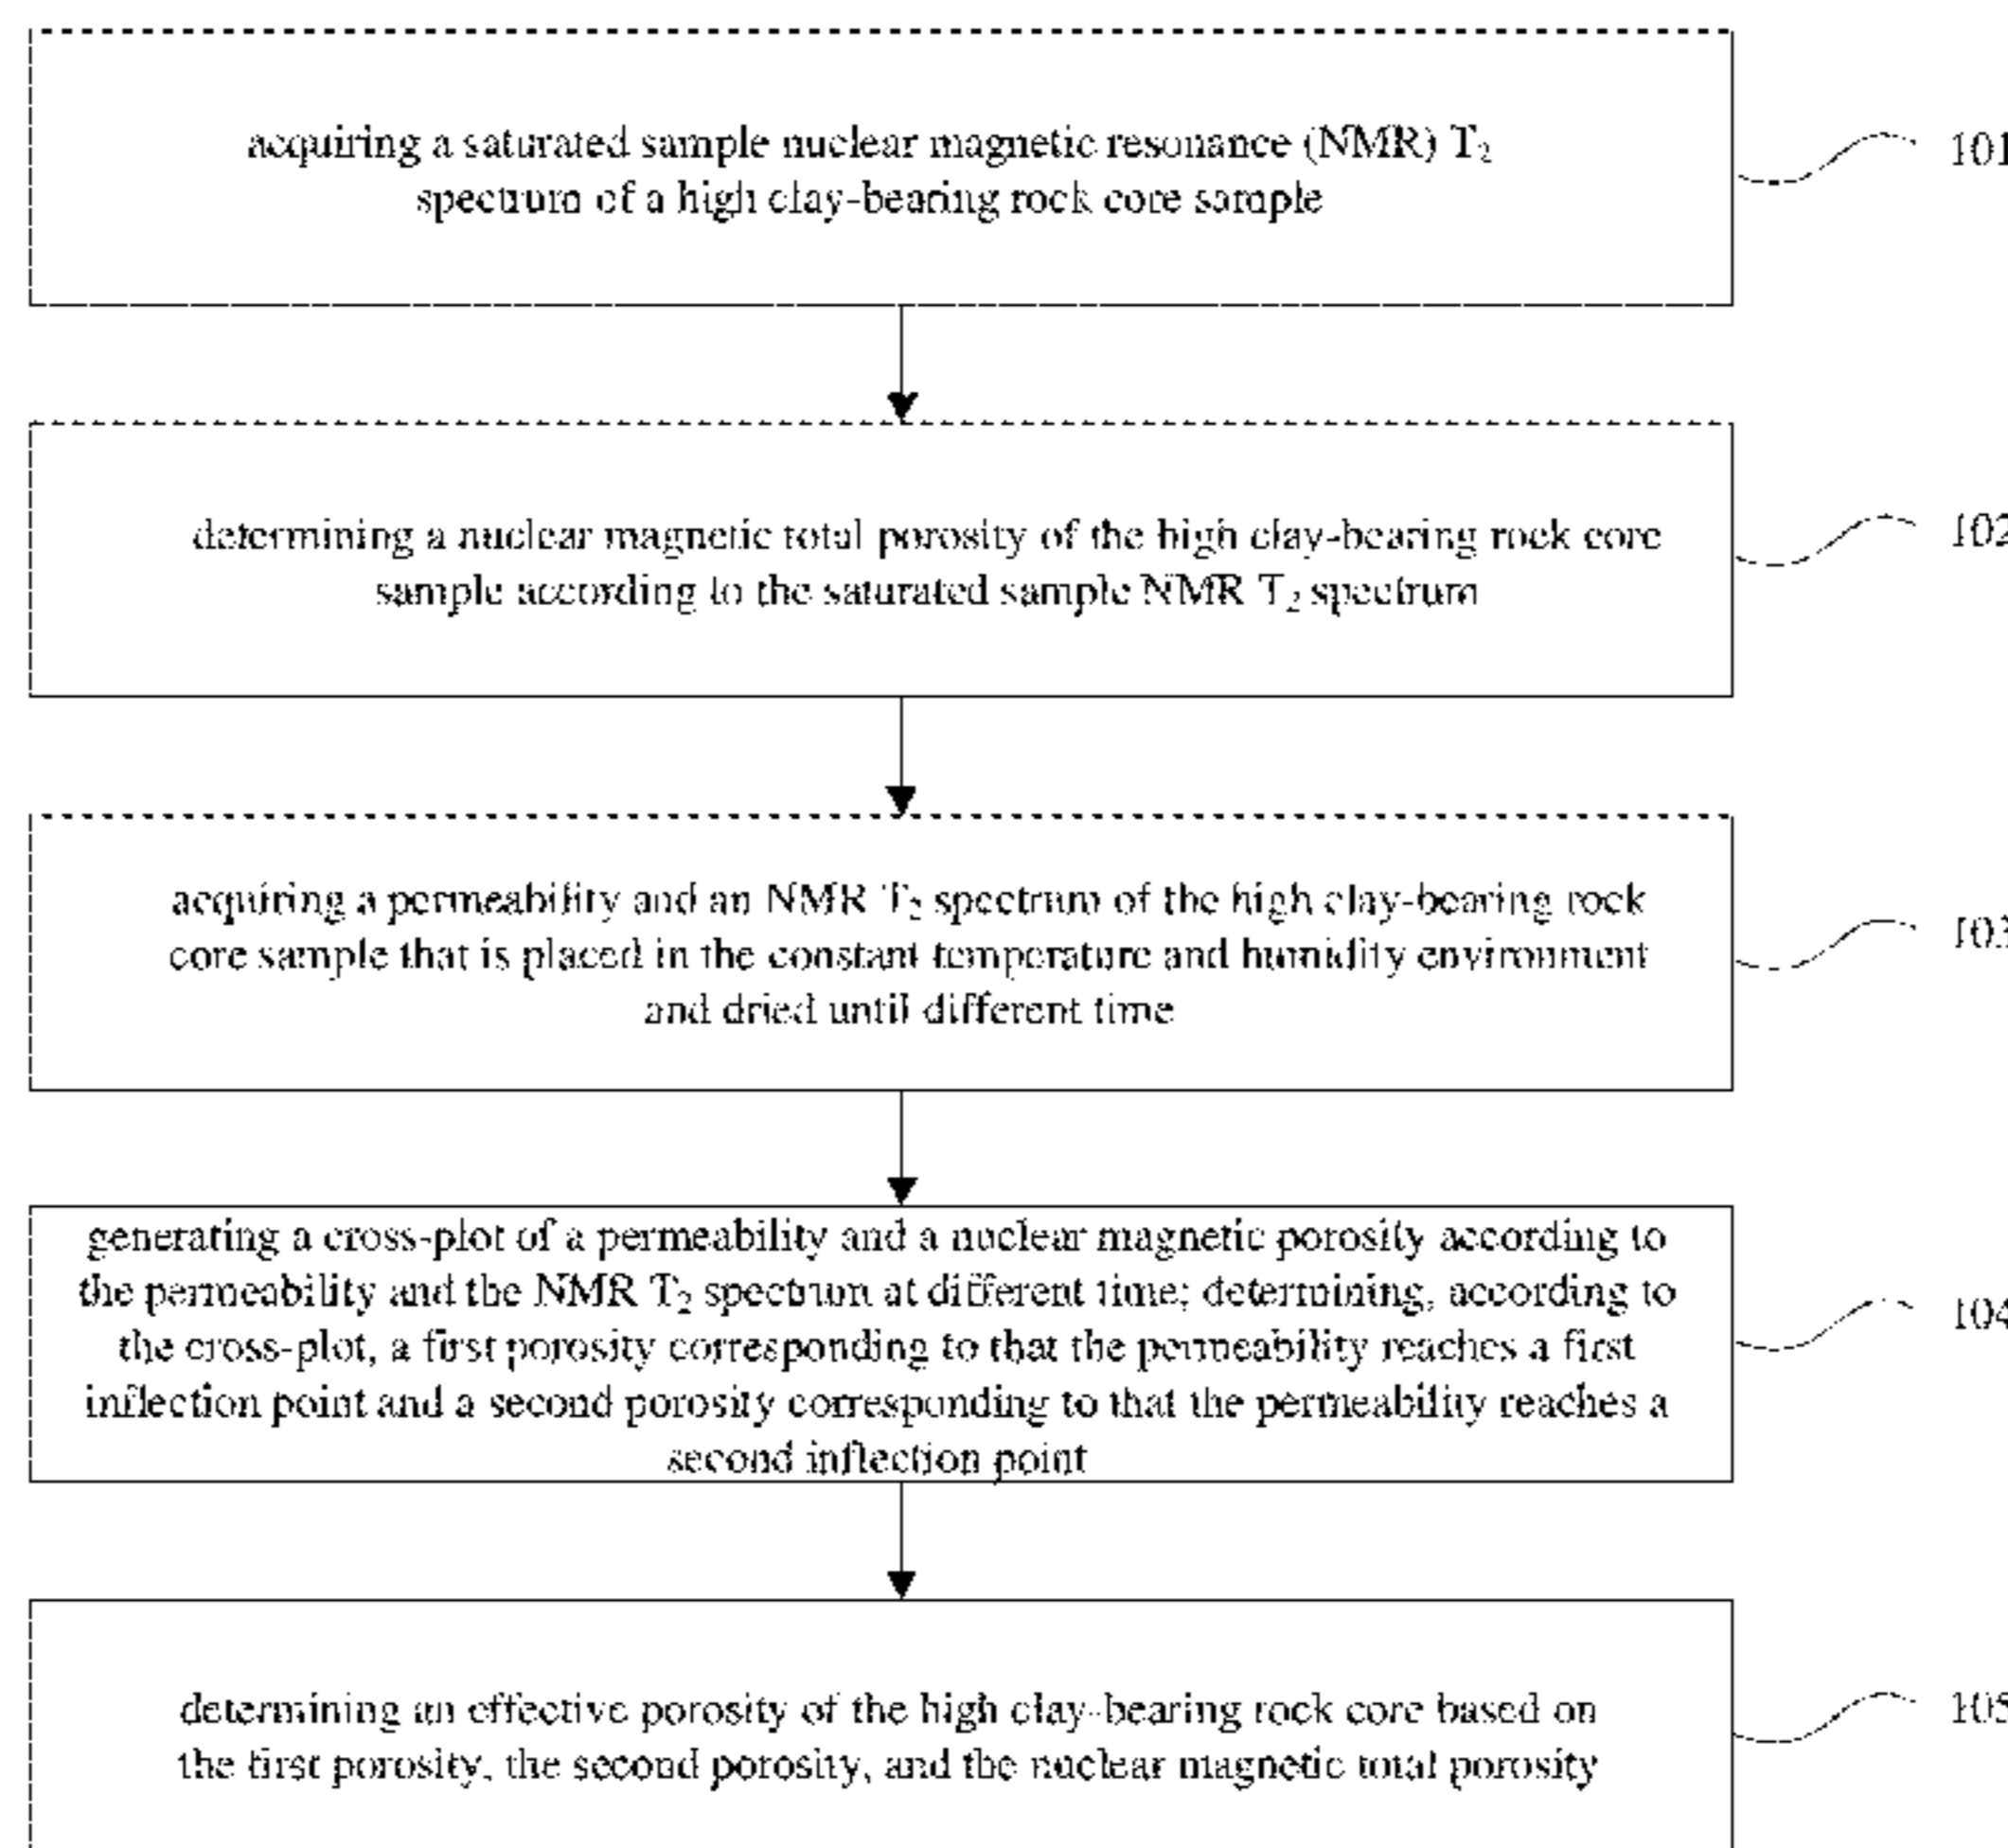 acquiring a saturated sample nuclear magnetic resonance (NMR) T₂
spectrum of a high clay-bearing rock core sample
101
determining a nuclear magnetic total porosity of the high clay-bearing rock core
sample according to the saturated sample NMR T₂ spectrum
102
acquiring a permeability and an NMR T₂ spectrum of the high clay-bearing rock
core sample that is placed in the constant temperature and humidity environment
and dried until different time
103
generating a cross-plot of a permeability and a nuclear magnetic porosity according to
the permeability and the NMR T₂ spectrum at different time; determining, according to
the cross-plot, a first porosity corresponding to that the permeability reaches a first
inflection point and a second porosity corresponding to that the permeability reaches a
second inflection point
104
determining an effective porosity of the high clay-bearing rock core based on
the first porosity, the second porosity, and the nuclear magnetic total porosity
105